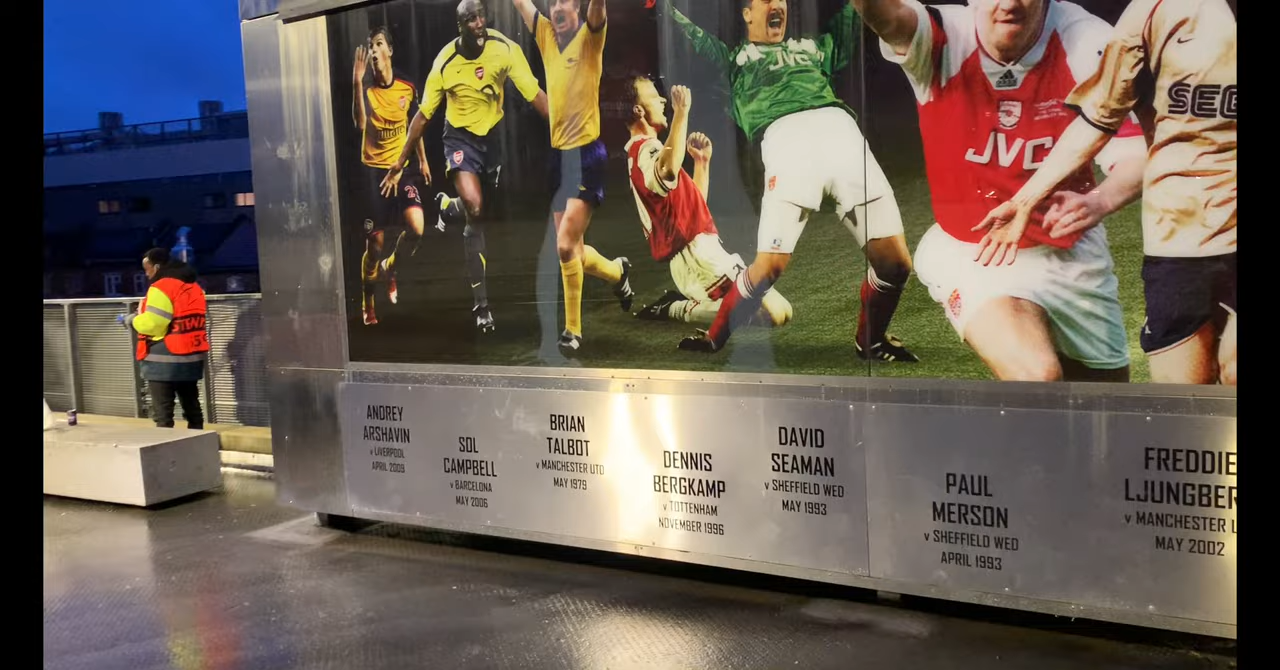 JVC
JVC
SEG
STEW
ANDREY
ARSHAVIN
v LIVERPOOL
APRIL 2009
SOL
CAMPBELL
v BARCELONA
MAY 2006
BRIAN
TALBOT
v MANCHESTER UTD
MAY 1979
DENNIS
BERGKAMP
v TOTTENHAM
NOVEMBER 1996
DAVID
SEAMAN
v SHEFFIELD WED
MAY 1993
PAUL
MERSON
v SHEFFIELD WED
APRIL 1993
FREDDIE
LJUNGBER
v MANCHESTER U
MAY 2002